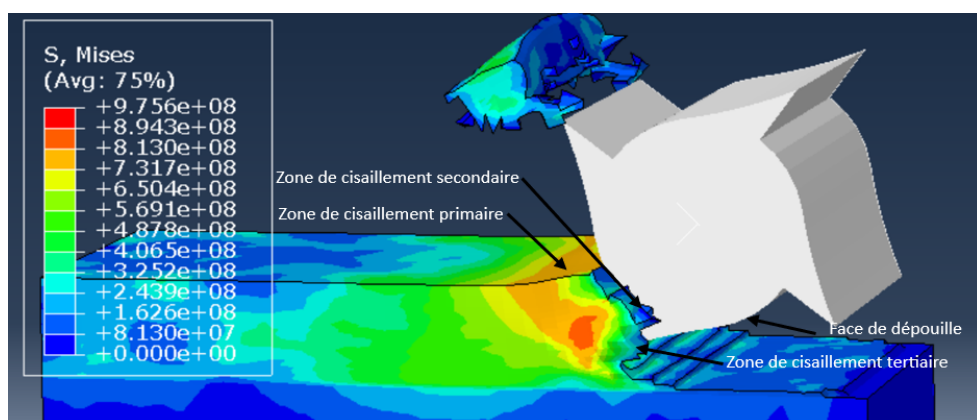 S, Mises
(Avg: 75%)
+9.756e+08
+8.943e+08
+8.130e+08
+7.317e+08
+6.504e+08
+5.691e+08
+4.878e+08
+4.065e+08
+3.252e+08
+2.439e+08
+1.626e+08
+8.130e+07
+0.000e+00
Zone de cisaillement secondaire
Zone de cisaillement primaire
Face de dépouille
Zone de cisaillement tertiaire